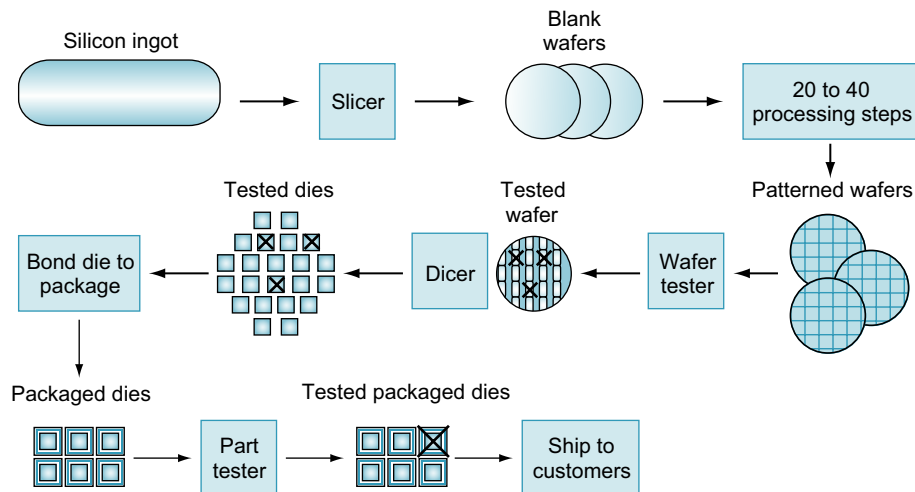 Silicon ingot
Slicer
Blank
wafers
20 to 40
processing steps
Tested dies
Tested
wafer
Patterned wafers
Bond die to
package
Dicer
Wafer
tester
Packaged dies
Tested packaged dies
Part
tester
Ship to
customers